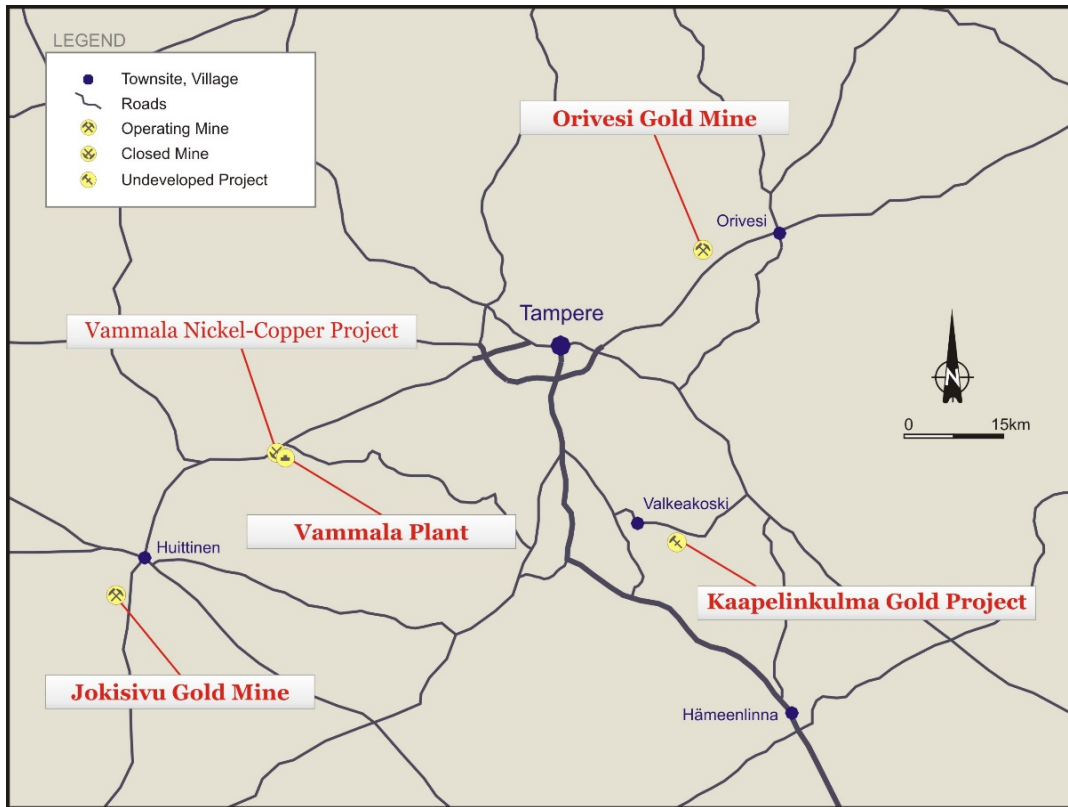 LEGEND
Townsite, Village
Roads
Operating Mine
Closed Mine
Undeveloped Project
Orivesi Gold Mine
Orivesi
Tampere
Vammala Nickel-Copper Project
N
0 15km
Valkeakoski
Vammala Plant
Huittinen
Kaapelinkulma Gold Project
Jokisivu Gold Mine
Hämeenlinna